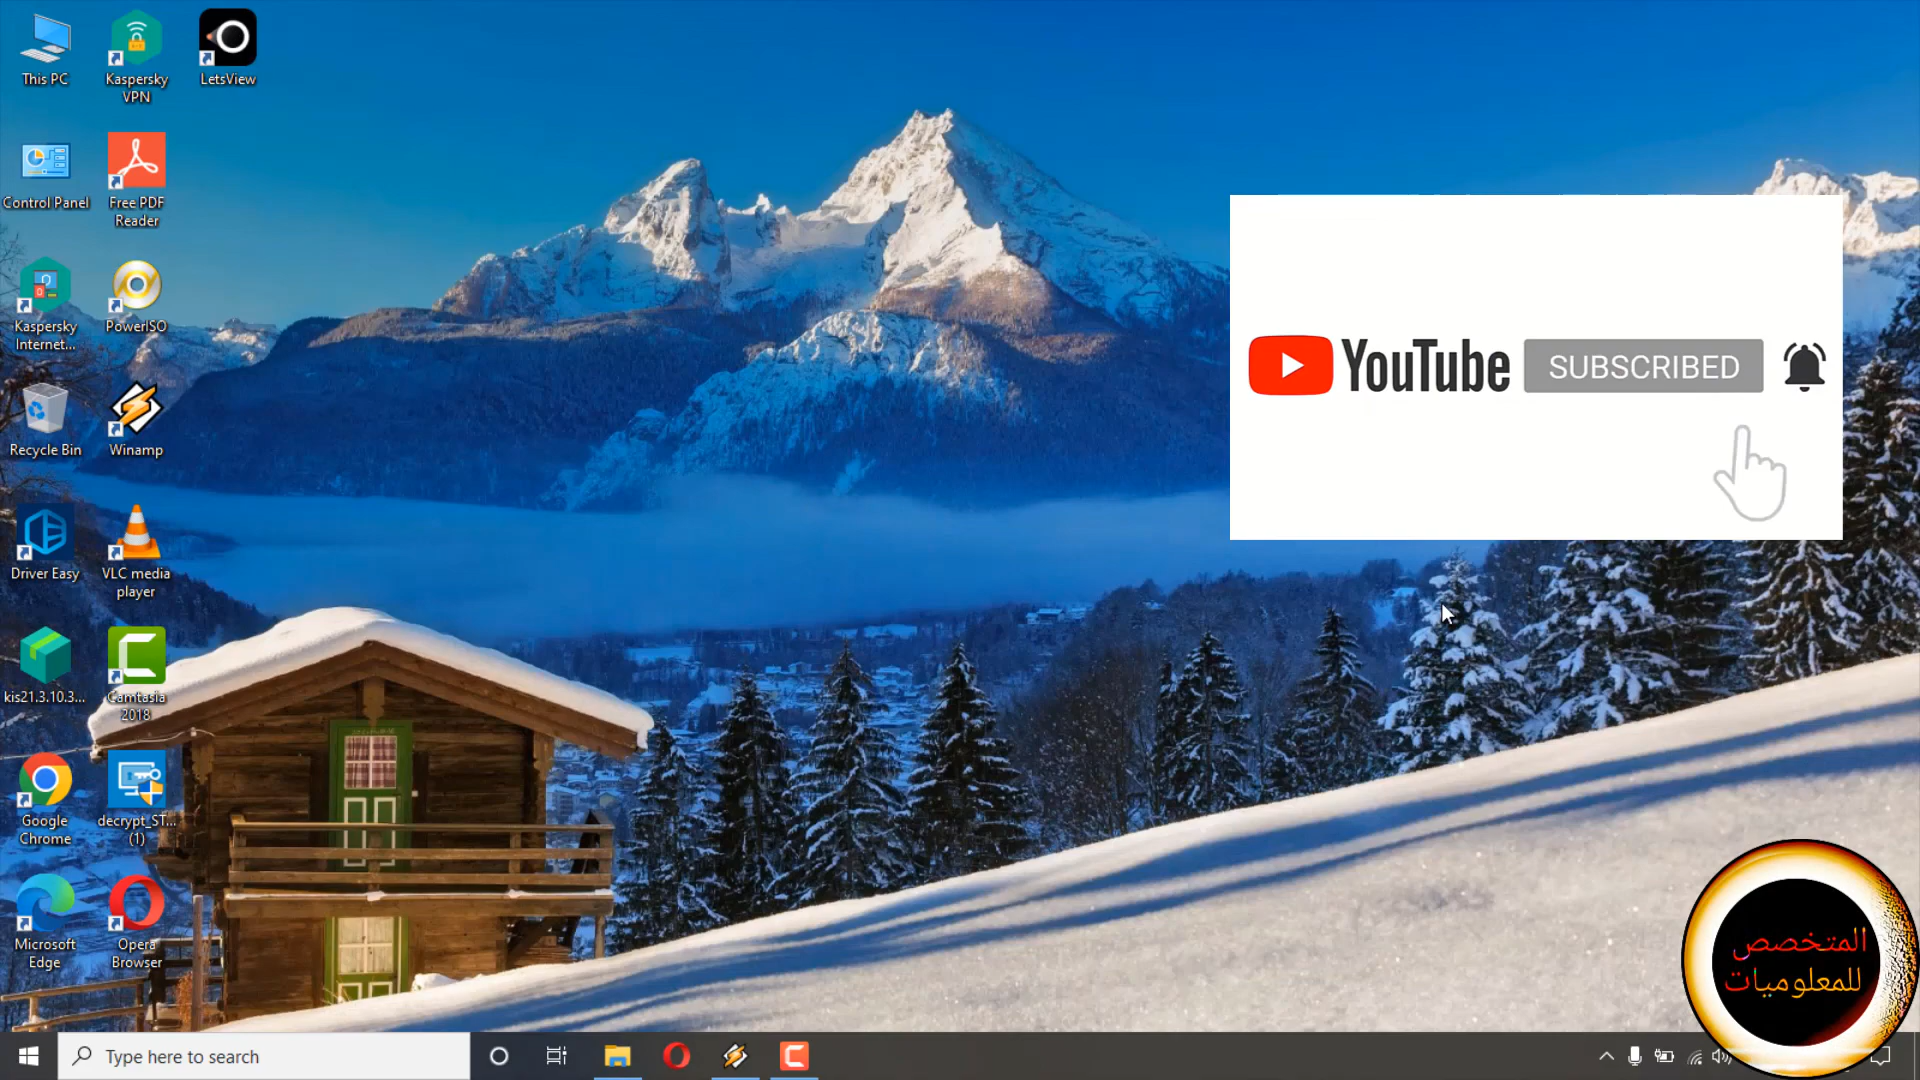 This PC
Kaspersky
VPN
LetsView
Control Panel
Free PDF
Reader
Kaspersky
Internet...
PowerISO
Recycle Bin
Winamp
Driver Easy
VLC media
player
kis21.3.10.3...
Camtasia
2018
Google
Chrome
decrypt_ST...
(1)
Microsoft
Edge
Opera
Browser
YouTube SUBSCRIBED
المتخصص
للمعلوميات
Type here to search